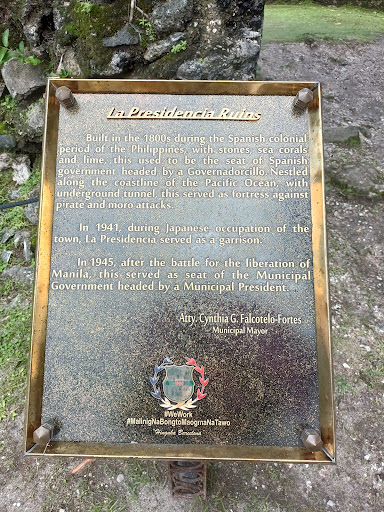 La Presidencia Ruins
Built in the 1800s during the Spanish colonial
period of the Philippines, with stones, sea corals
and lime, this used to be the seat of Spanish
government headed by a Governadorcillo. Nestled
along the coastline of the Pacific Ocean, with
underground tunnel, this served as fortress against
pirate and moro attacks.
In 1941, during Japanese occupation of the
town, La Presidencia served as a garrison.
In 1945, after the battle for the liberation of
Manila, this served as seat of the Municipal
Government headed by a Municipal President.
Atty. Cynthia G. Falcotelo-Fortes
Municipal Mayor
#WeWork
#MalinigNaBongtoMaogmaNaTawo